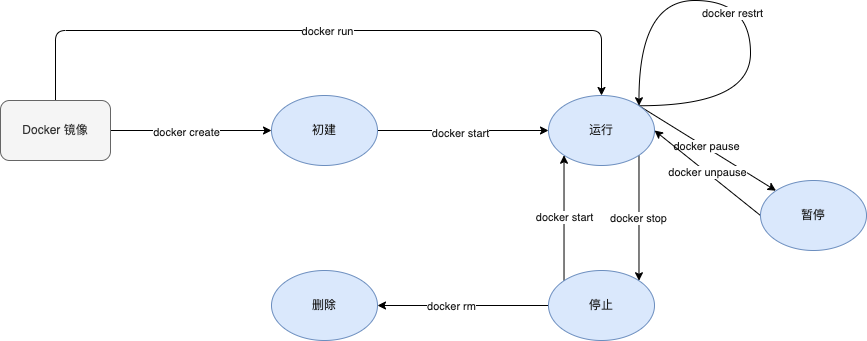 docker restrt
docker run
Docker 镜像
docker create
初建
docker start
运行
docker pause
docker unpause
暂停
docker start
docker stop
删除
docker rm
停止